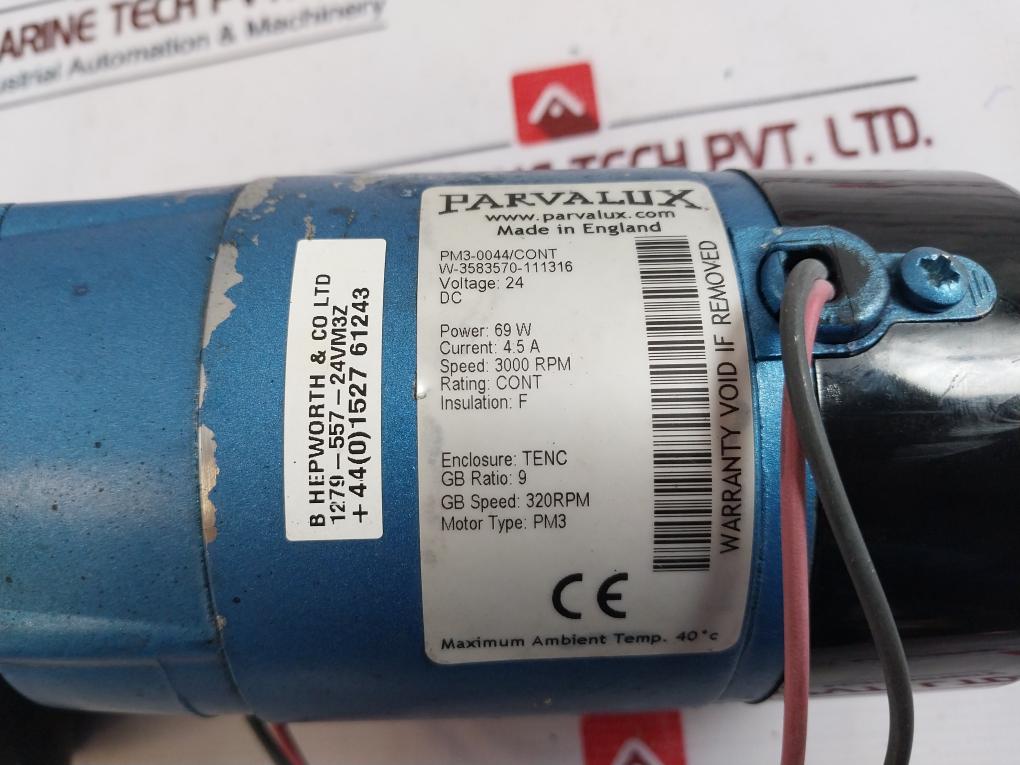 ARINE TECH PVT.
ustrial Automation & Machinery
TECH PVT. LTD.
PARVALUX
www.parvalux.com
Made in England
PM3-0044/CONT
W-3583570-111316
Voltage: 24
DC
Power: 69 W
Current: 4.5 A
Speed: 3000 RPM
Rating: CONT
Insulation: F
Enclosure: TENC
GB Ratio: 9
GB Speed: 320RPM
Motor Type: PM3
CE
Maximum Ambient Temp. 40°c
WARRANTY VOID IF REMOVED
B HEPWORTH & CO LTD
1279-557-24VM3Z
+44(0)1527 61243